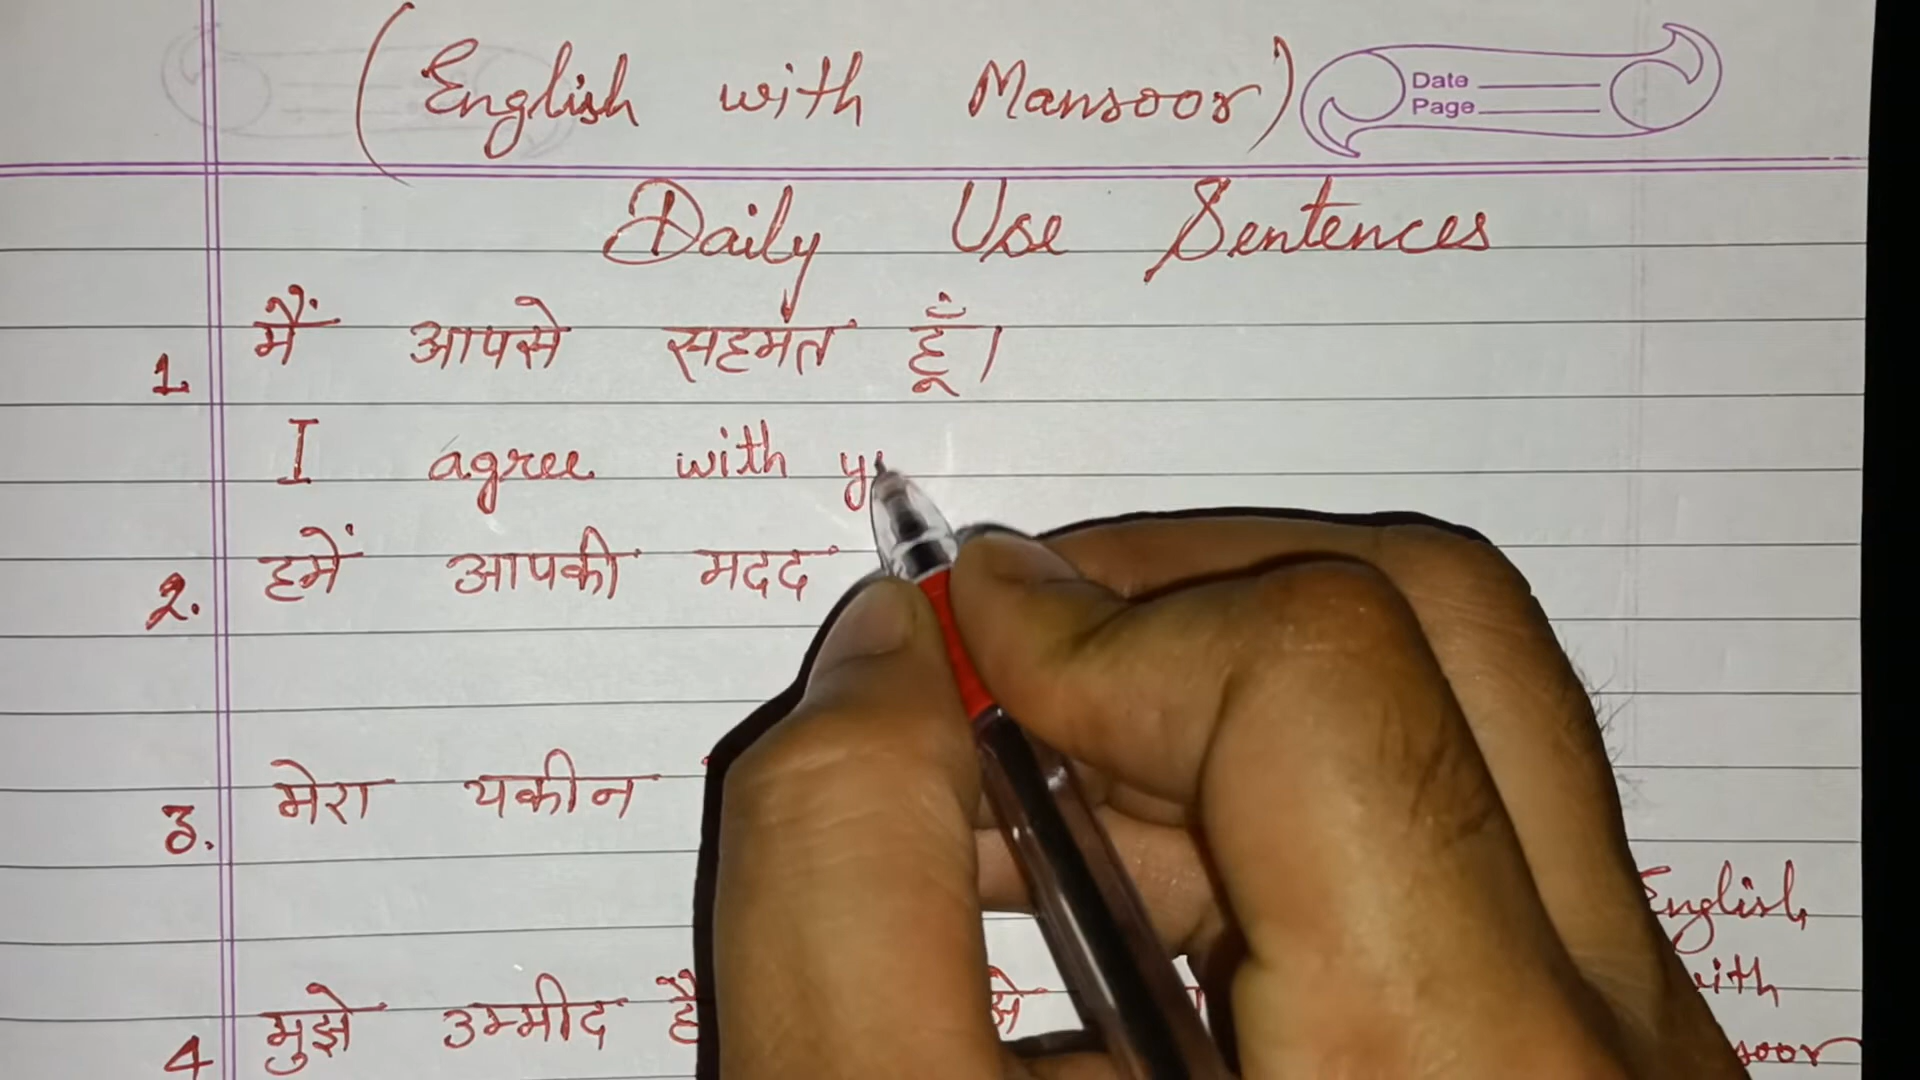 (English with Mansoor)
Date
Page
Daily Use Sentences
1. मैं आपसे सहमत हूँ।
I agree with
2. हमें आपकी मदद
3. मेरा यकीन
4 मुझे उम्मीद है
English
with